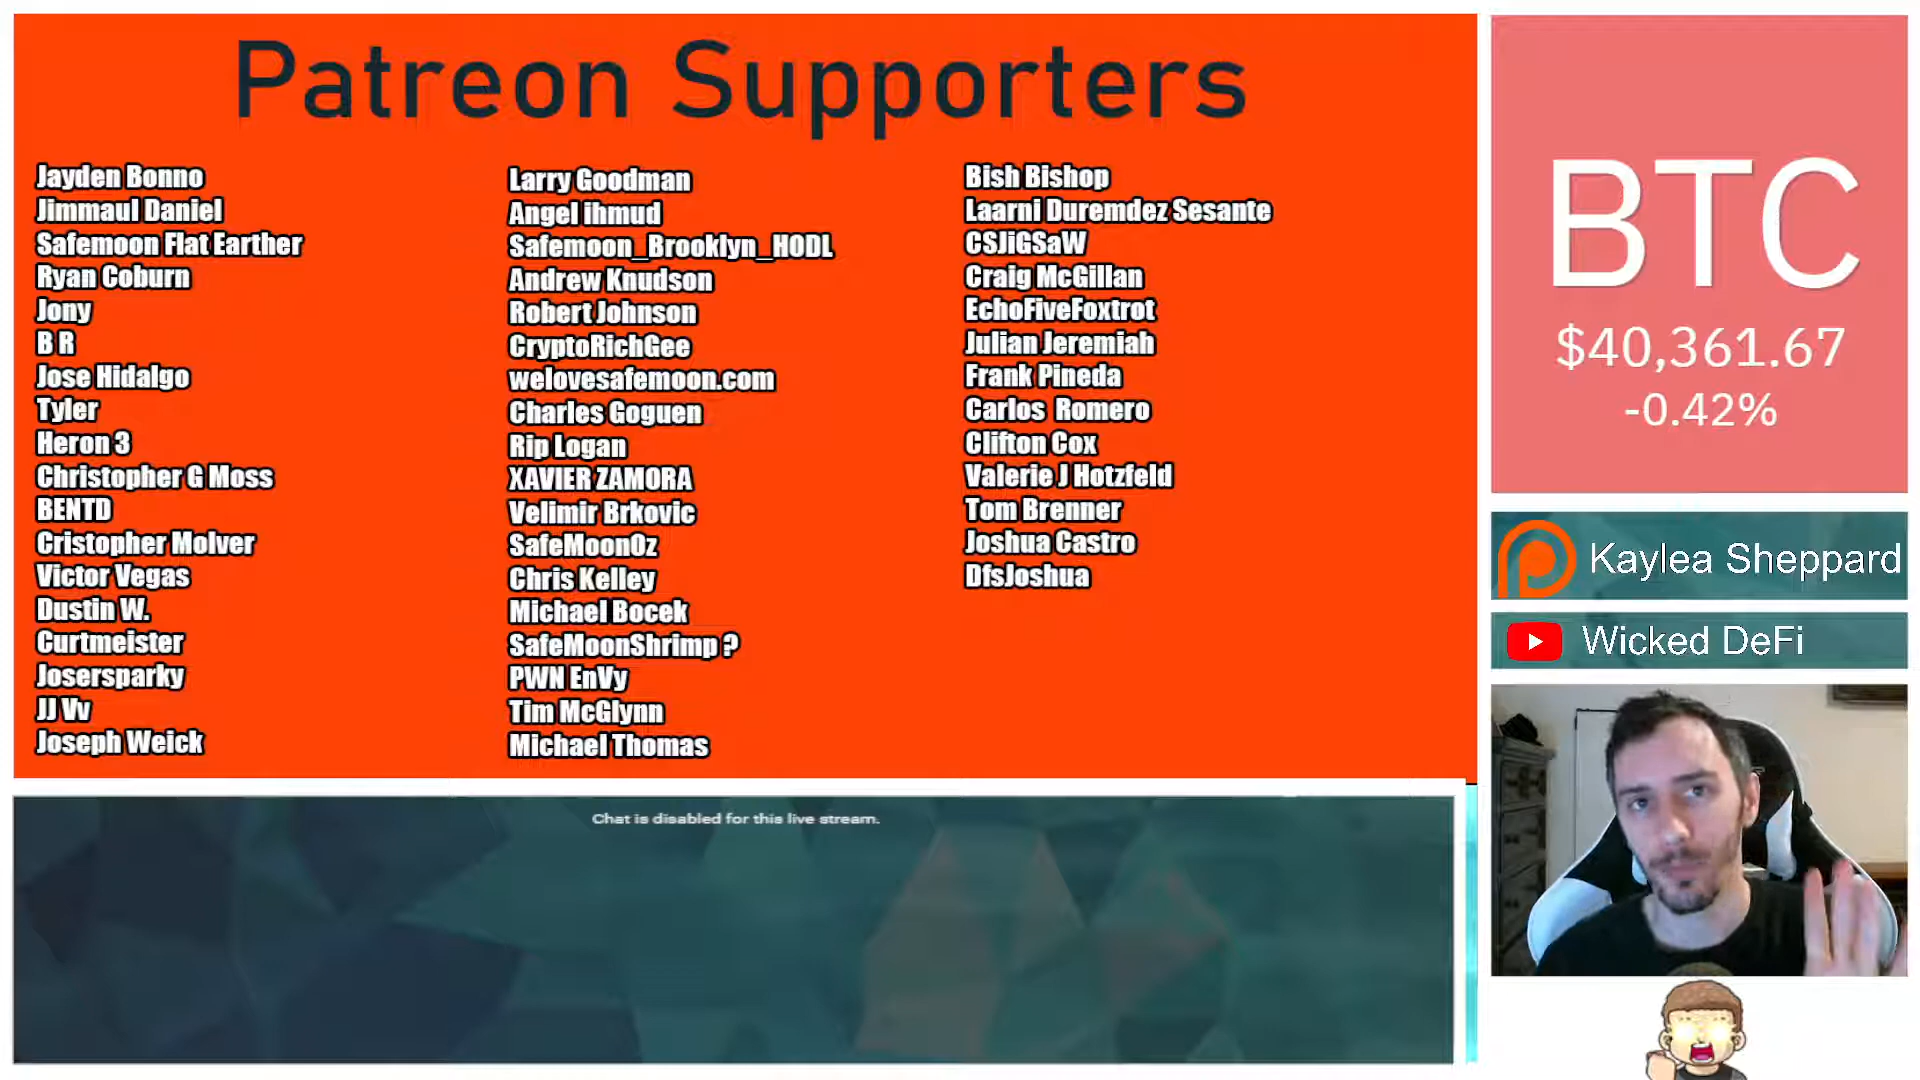 Patreon Supporters
Jayden Bonno
Jimmaul Daniel
Safemoon Flat Earther
Ryan Coburn
Jony
B R
Jose Hidalgo
Tyler
Heron 3
Christopher G Moss
BENTD
Cristopher Molver
Victor Vegas
Dustin W.
Curtmeister
Josersparky
JJ Vv
Joseph Weick
Larry Goodman
Angel ihmud
Safemoon_Brooklyn_HODL
Andrew Knudson
Robert Johnson
CryptoRichGee
welovesafemoon.com
Charles Goguen
Rip Logan
XAVIER ZAMORA
Velimir Brkovic
SafeMoonOz
Chris Kelley
Michael Bocek
SafeMoonShrimp ?
PWN EnVy
Tim McGlynn
Michael Thomas
Bish Bishop
Laarni Duremdez Sesante
CSJiGSaW
Craig McGillan
EchoFiveFoxtrot
Julian Jeremiah
Frank Pineda
Carlos Romero
Clifton Cox
Valerie J Hotzfeld
Tom Brenner
Joshua Castro
DfsJoshua
BTC
$40,361.67
-0.42%
Kaylea Sheppard
Wicked DeFi
Chat is disabled for this live stream.